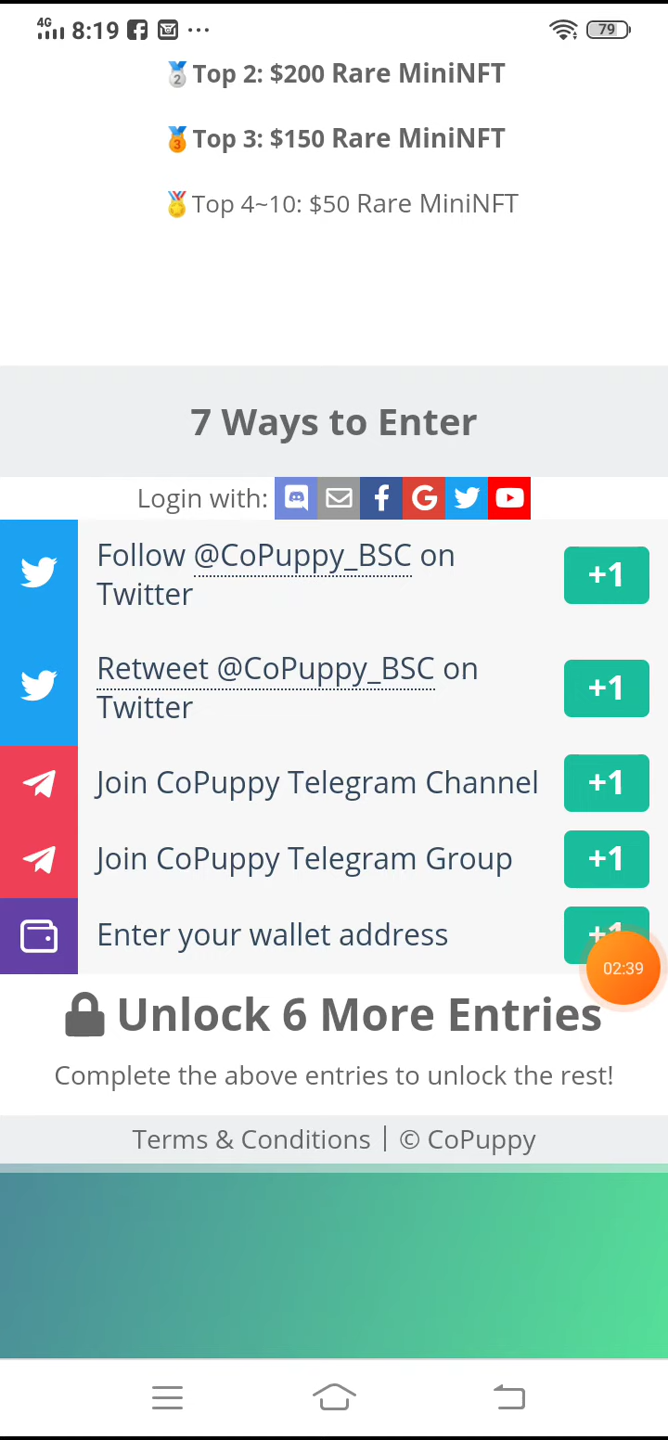 4G 8:19 79
2 Top 2: $200 Rare MiniNFT
3 Top 3: $150 Rare MiniNFT
Top 4~10: $50 Rare MiniNFT
7 Ways to Enter
Login with:
Follow @CoPuppy_BSC on
Twitter
+1
Retweet @CoPuppy_BSC on
Twitter
+1
Join CoPuppy Telegram Channel +1
Join CoPuppy Telegram Group +1
Enter your wallet address +1
02:39
Unlock 6 More Entries
Complete the above entries to unlock the rest!
Terms & Conditions | © CoPuppy